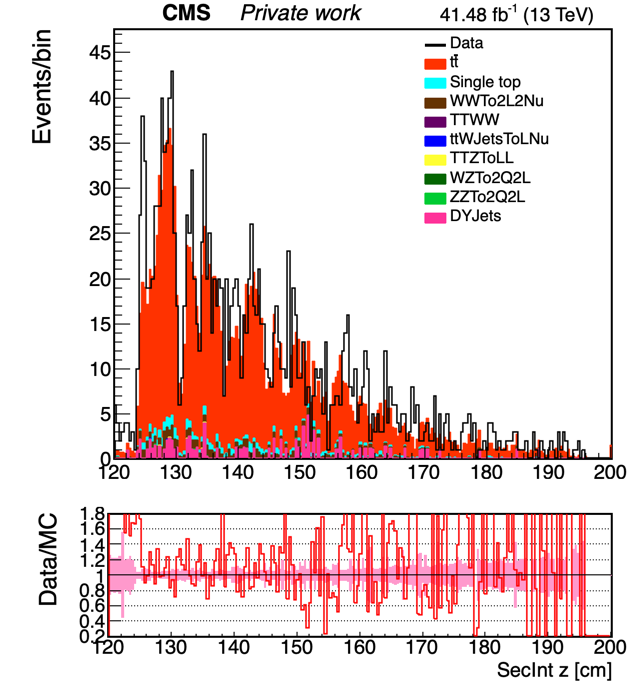 CMS Private work 41.48 fb-1 (13 TeV)
Events/bin
45
40
35
30
25
20
15
10
5
0
Data
tt̄
Single top
WWTo2L2Nu
TTWW
ttWJetsToLNu
TTZToLL
WZTo2Q2L
ZZTo2Q2L
DYJets
120 130 140 150 160 170 180 190 200
Data/MC
1.8
1.6
1.4
1.2
1
0.8
0.6
0.4
0.2
120 130 140 150 160 170 180 190 200
SecInt z [cm]